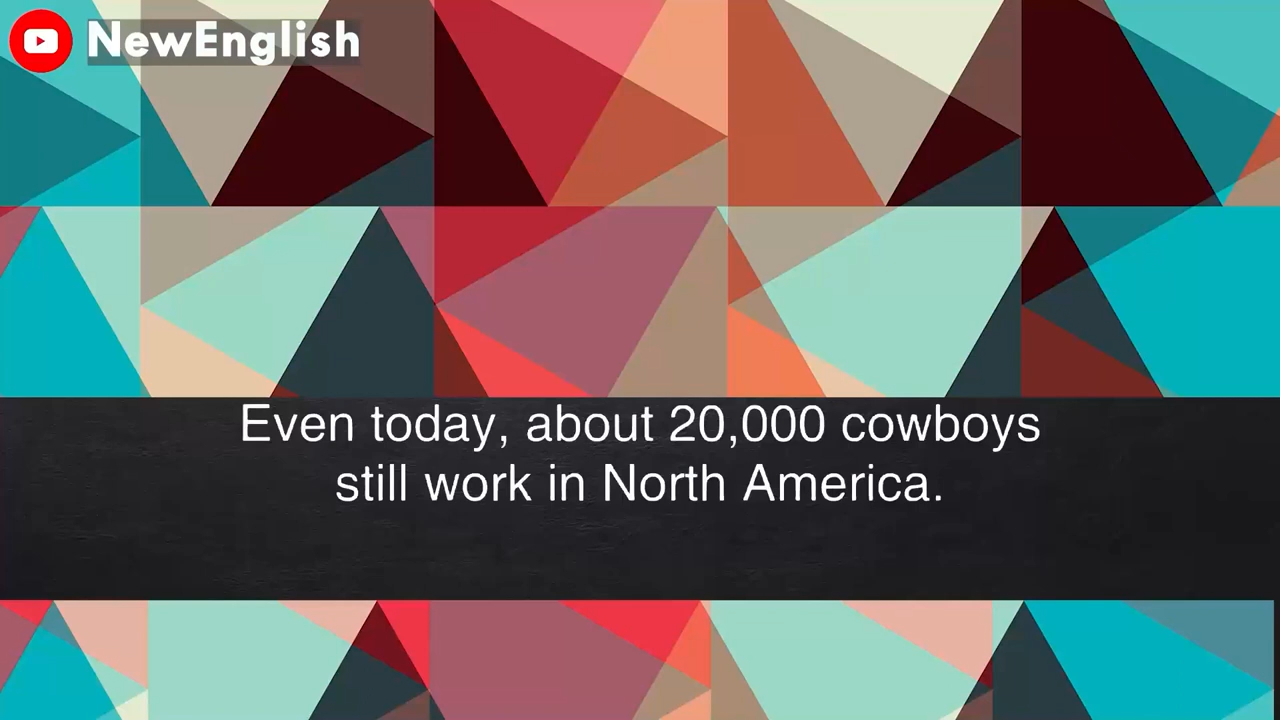 NewEnglish
Even today, about 20,000 cowboys
still work in North America.